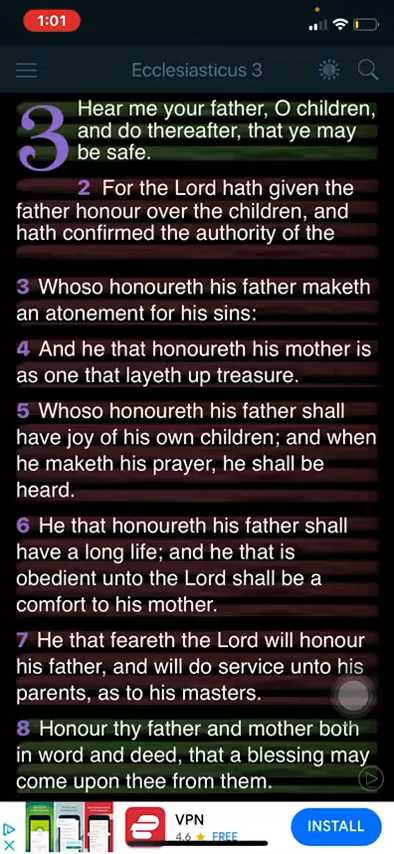 1:01
Ecclesiasticus 3
3 Hear me your father, O children,
and do thereafter, that ye may
be safe.
2 For the Lord hath given the
father honour over the children, and
hath confirmed the authority of the
3 Whoso honoureth his father maketh
an atonement for his sins:
4 And he that honoureth his mother is
as one that layeth up treasure.
5 Whoso honoureth his father shall
have joy of his own children; and when
he maketh his prayer, he shall be
heard.
6 He that honoureth his father shall
have a long life; and he that is
obedient unto the Lord shall be a
comfort to his mother.
7 He that feareth the Lord will honour
his father, and will do service unto his
parents, as to his masters.
8 Honour thy father and mother both
in word and deed, that a blessing may
come upon thee from them.
VPN
4.6 ★ FREE
INSTALL